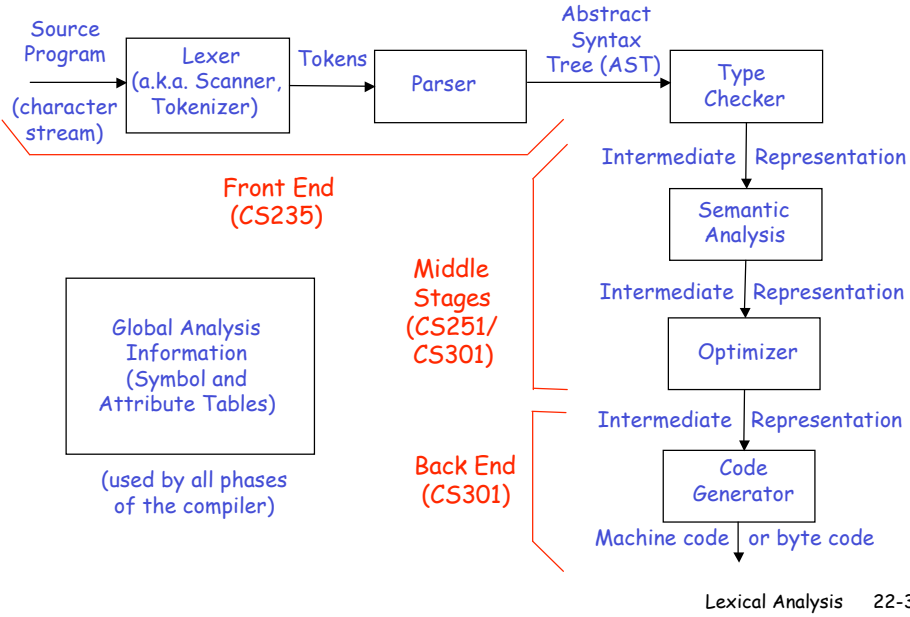 Source
Program
(character
stream)
Lexer
(a.k.a. Scanner,
Tokenizer)
Tokens
Parser
Abstract
Syntax
Tree (AST)
Type
Checker
Intermediate Representation
Front End
(CS235)
Semantic
Analysis
Middle
Stages
(CS251/
CS301)
Intermediate Representation
Global Analysis
Information
(Symbol and
Attribute Tables)
Optimizer
Intermediate Representation
(used by all phases
of the compiler)
Back End
(CS301)
Code
Generator
Machine code or byte code
Lexical Analysis 22-3